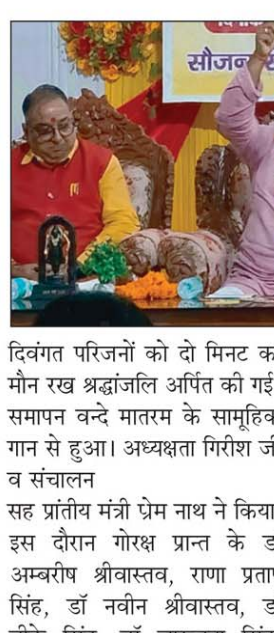 सौजन्य
दिवंगत परिजनों को दो मिनट क
मौन रख श्रद्धांजलि अर्पित की गई
समापन वन्दे मातरम के सामूहिक
गान से हुआ। अध्यक्षता गिरीश ज
व संचालन
सह प्रांतीय मंत्री प्रेम नाथ ने किया
इस दौरान गोरक्ष प्रान्त के ड
अम्बरीष श्रीवास्तव, राणा प्रताप
सिंह, डॉ नवीन श्रीवास्तव, ड